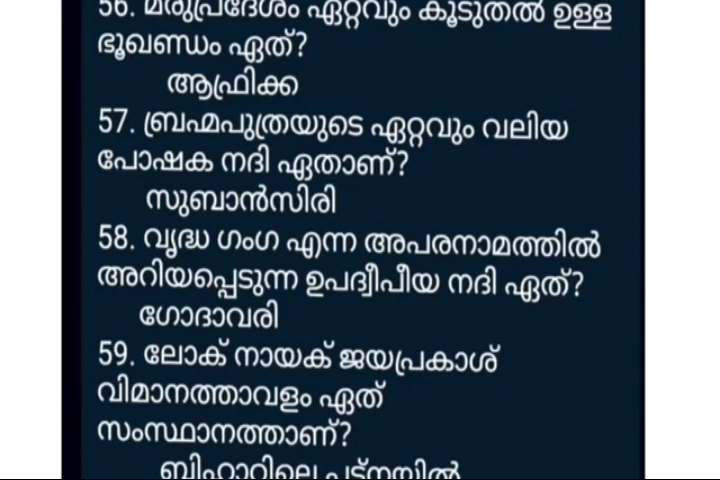 56. മരുപ്രദേശം ഏറ്റവും കൂടുതൽ ഉള്ള
ഭൂഖണ്ഡം ഏത്?
ആഫ്രിക്ക
57. ബ്രഹ്മപുത്രയുടെ ഏറ്റവും വലിയ
പോഷക നദി ഏതാണ്?
സുബാൻസിരി
58. വൃദ്ധ ഗംഗ എന്ന അപരനാമത്തിൽ
അറിയപ്പെടുന്ന ഉപദ്വീപീയ നദി ഏത്?
ഗോദാവരി
59. ലോക് നായക് ജയപ്രകാശ്
വിമാനത്താവളം ഏത്
സംസ്ഥാനത്താണ്?
ബിഹാറിലെ പട്നയിൽ